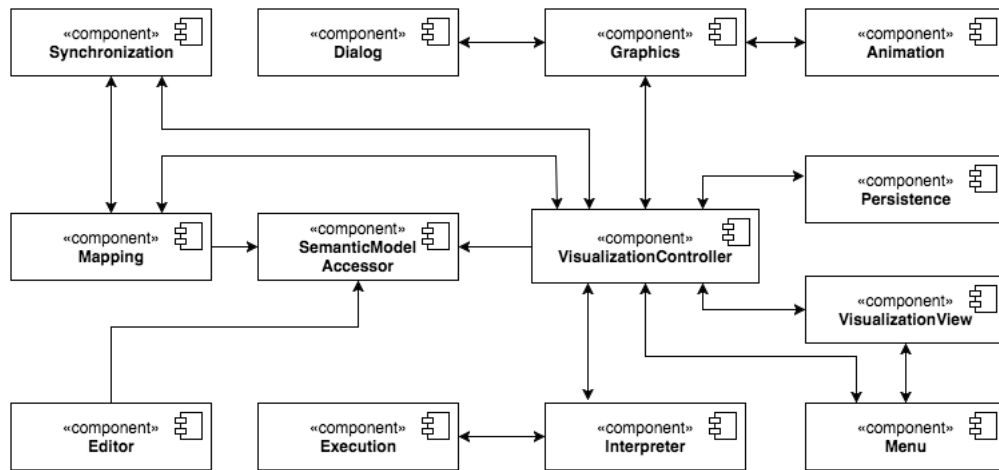 «component»
Synchronization
«component»
Dialog
«component»
Graphics
«component»
Animation
«component»
Persistence
«component»
Mapping
«component»
SemanticModel
Accessor
«component»
VisualizationController
«component»
VisualizationView
«component»
Editor
«component»
Execution
«component»
Interpreter
«component»
Menu